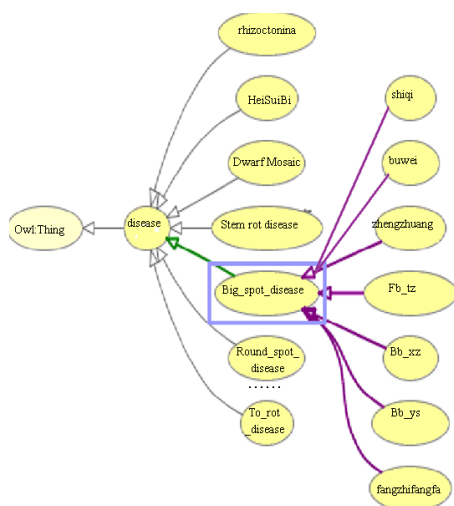 rhizoctonina
shiqi
HeiSuiBi
buwei
Dwarf Mosaic
zhengzhuang
disease
Stem rot disease
Owl:Thing
Big_spot_disease
Fb_tz
Round_spot_
disease
Bb_xz
......
To_rot
_disease
Bb_ys
fangzhifangfa